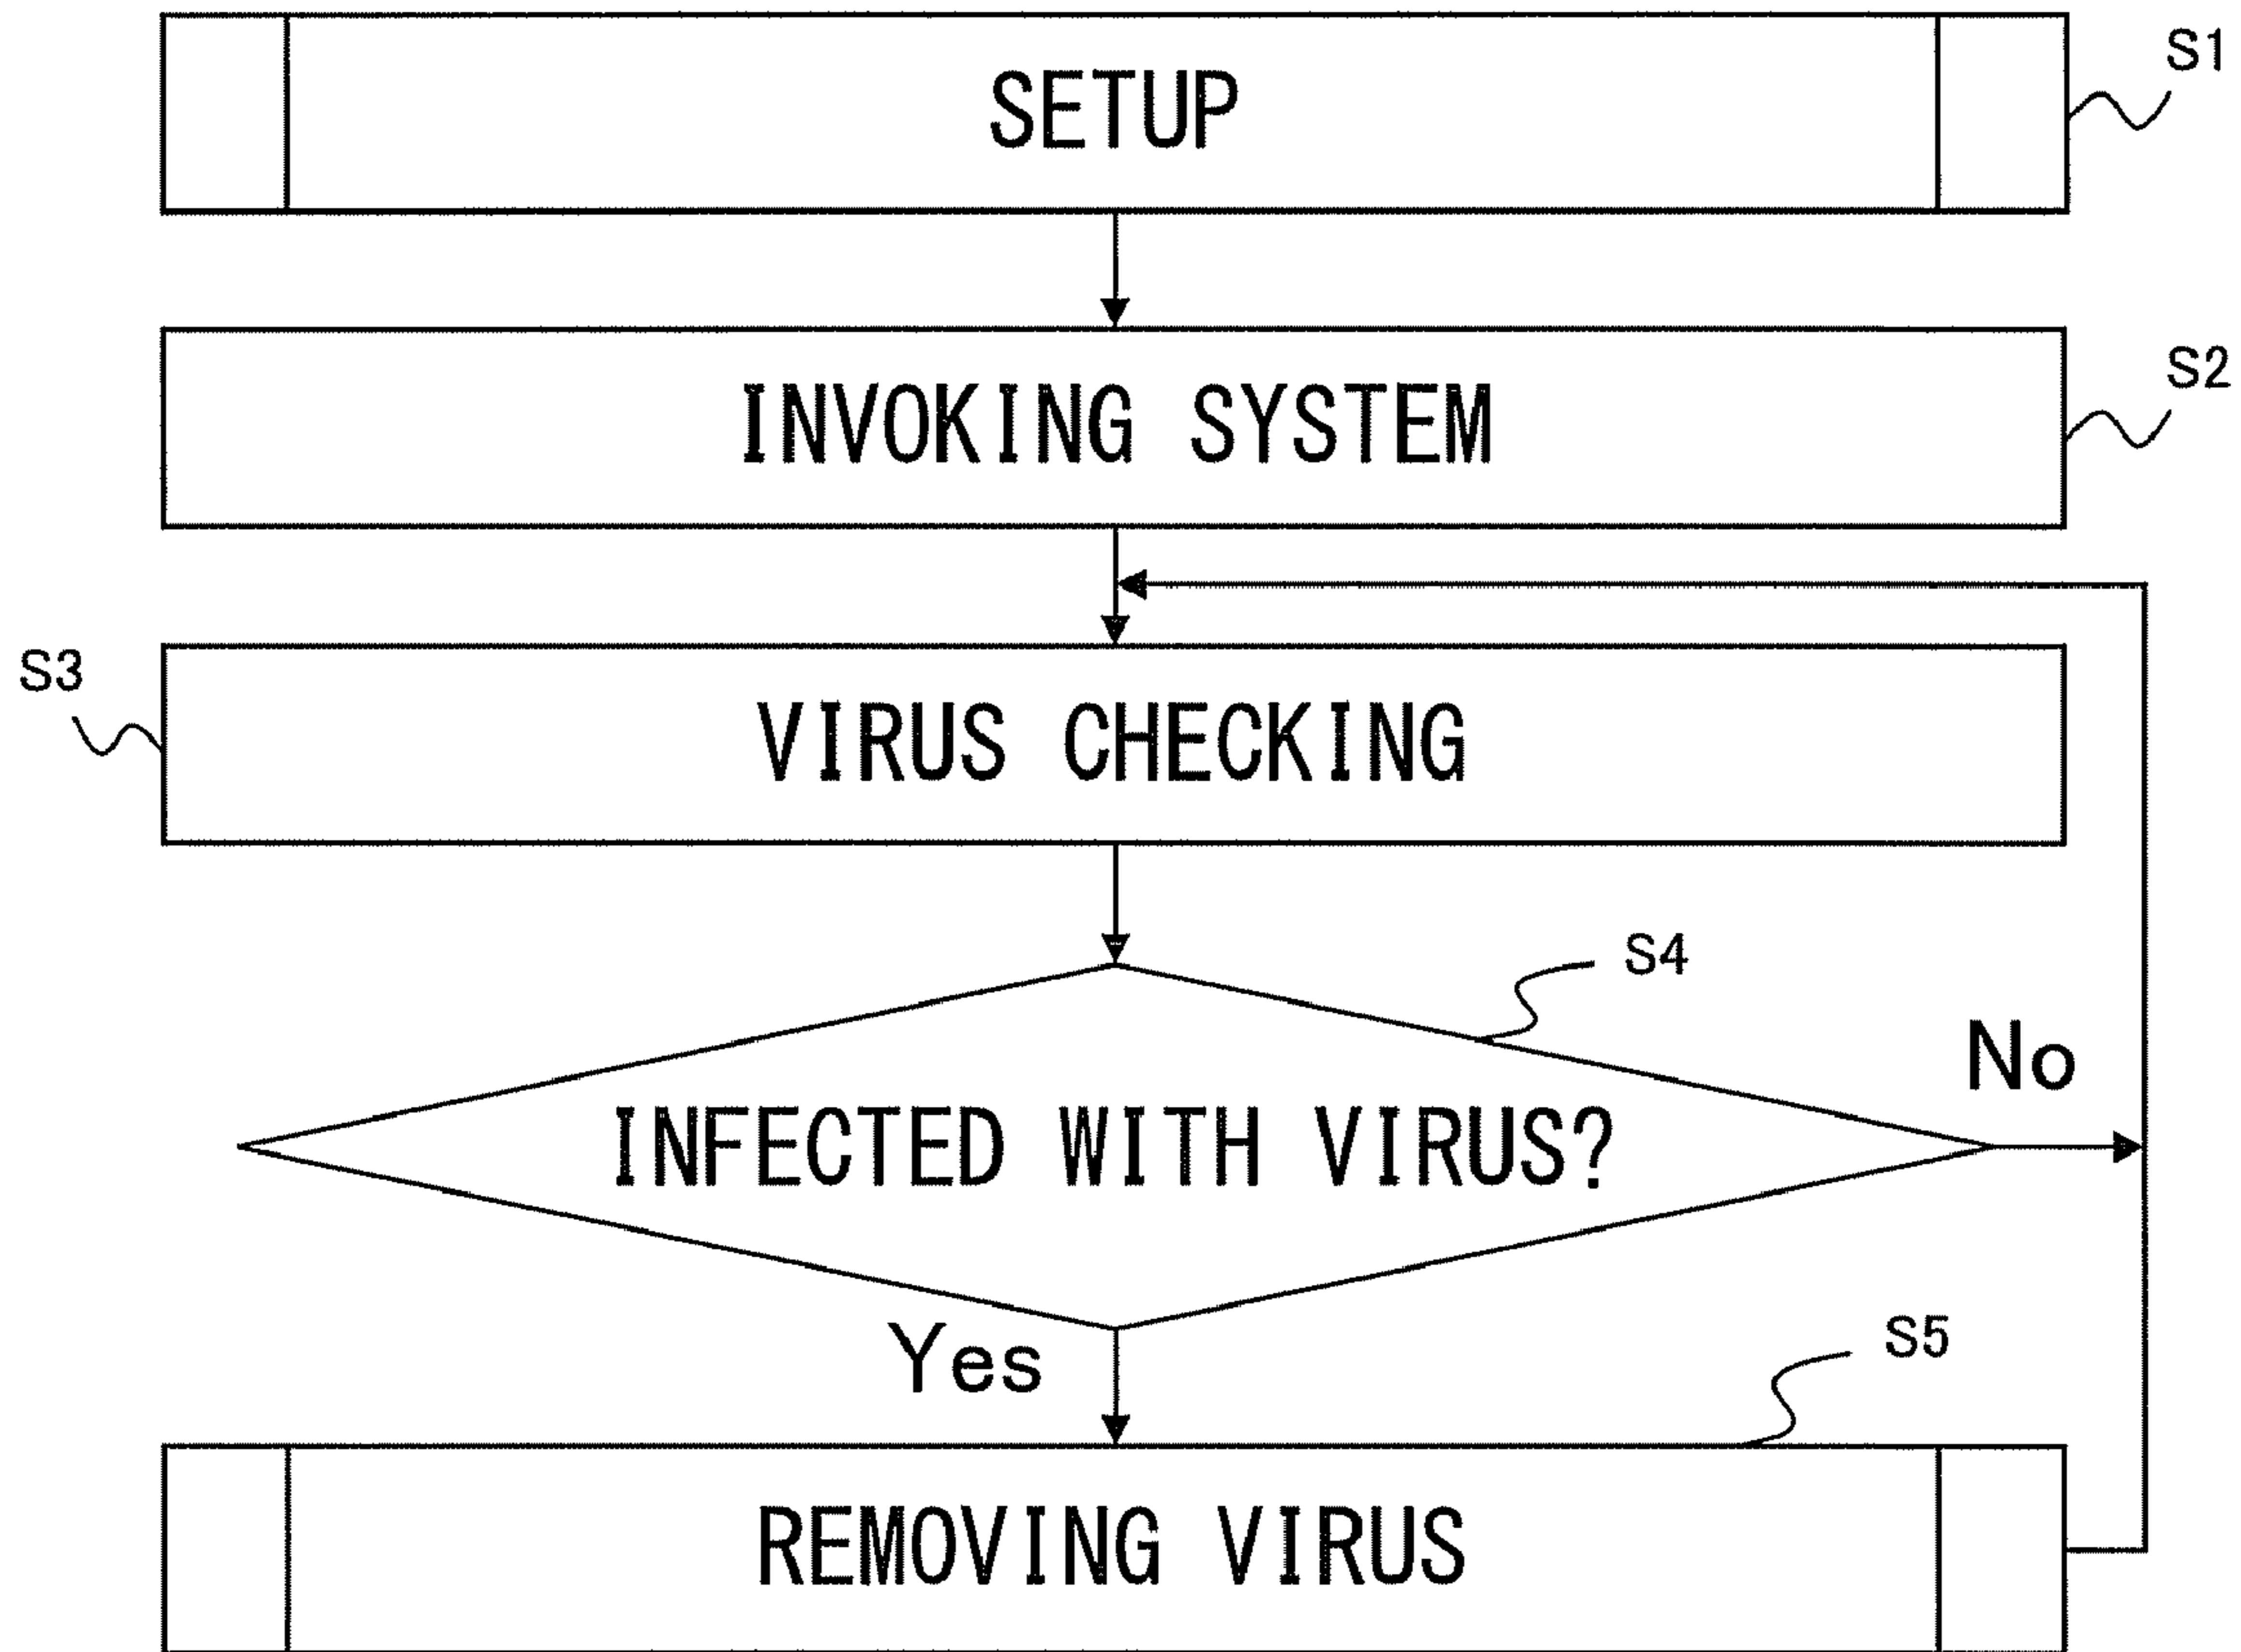 SETUP
S1
INVOKING SYSTEM
S2
S3
VIRUS CHECKING
S4
No
INFECTED WITH VIRUS?
Yes
S5
REMOVING VIRUS